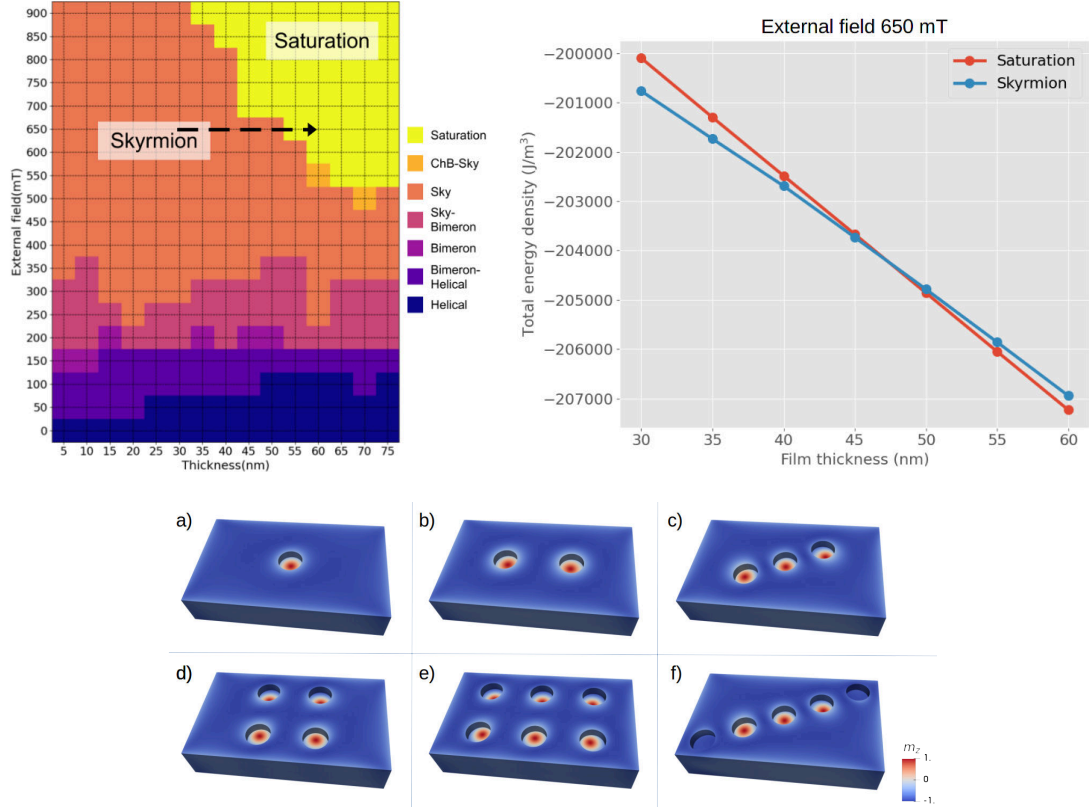 Saturation
Skyrmion
External field(mT)
900
850
800
750
700
650
600
550
500
450
400
350
300
250
200
150
100
50
0
5 10 15 20 25 30 35 40 45 50 55 60 65 70 75
Thickness(nm)
Saturation
ChB-Sky
Sky
Sky-
Bimeron
Bimeron
Bimeron-
Helical
Helical
External field 650 mT
Saturation
Skyrmion
Total energy density (J/m³)
−200000
−201000
−202000
−203000
−204000
−205000
−206000
−207000
30 35 40 45 50 55 60
Film thickness (nm)
a)
b)
c)
d)
e)
f)
m_z
1.
0
-1.